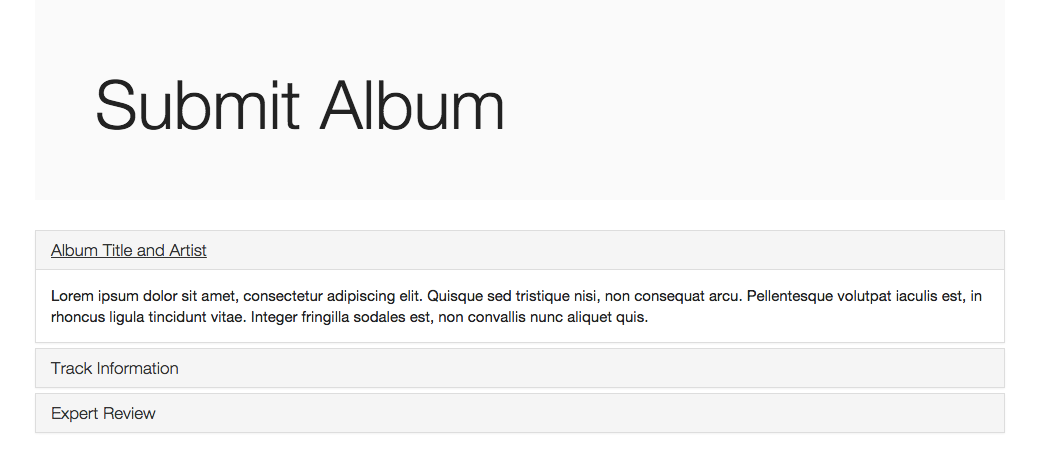 Submit Album
Album Title and Artist
Lorem ipsum dolor sit amet, consectetur adipiscing elit. Quisque sed tristique nisi, non consequat arcu. Pellentesque volutpat iaculis est, in
rhoncus ligula tincidunt vitae. Integer fringilla sodales est, non convallis nunc aliquet quis.
Track Information
Expert Review